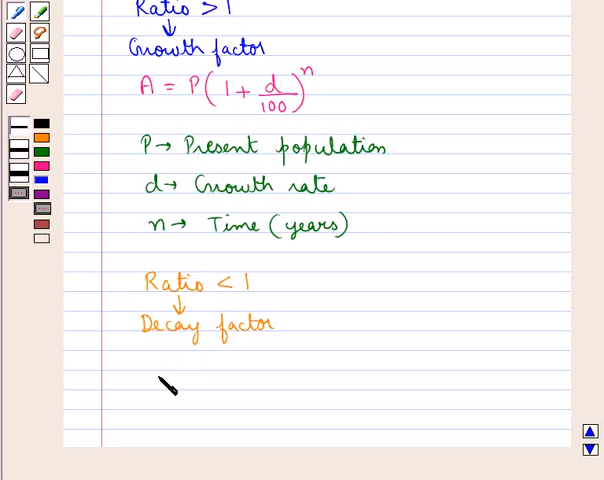 Ratio > 1
↓
Growth factor
A = P(1 + d/100)^n
P→ Present population
d→ Growth rate
n→ Time (years)
Ratio < 1
↓
Decay factor